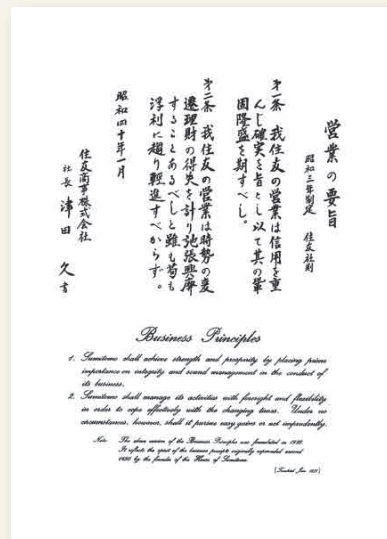 営業の要旨
昭和三年制定 住友社則
第一条 我住友の営業は信用を重
んじ確実を旨とし以て其の鞏
固隆盛を期すべし。
第二条 我住友の営業は時勢の変
遷理財の得失を計り弛張興廃
することあるべしと雖も苟も
浮利に趨り軽進すべからず。
昭和四十年一月
住友商事株式会社
社長 津田 久 書
Business Principles
1. Sumitomo shall achieve strength and prosperity by placing prime
importance on integrity and sound management in the conduct of
its business.
2. Sumitomo shall manage its activities with foresight and flexibility
in order to cope effectively with the changing times. Under no
circumstances, however, shall it pursue easy gains or act imprudently.
Note: The above version of the Business Principles was formulated in 1928.
It reflects the spirit of the business precepts originally expounded around
1650 by the founder of the House of Sumitomo.